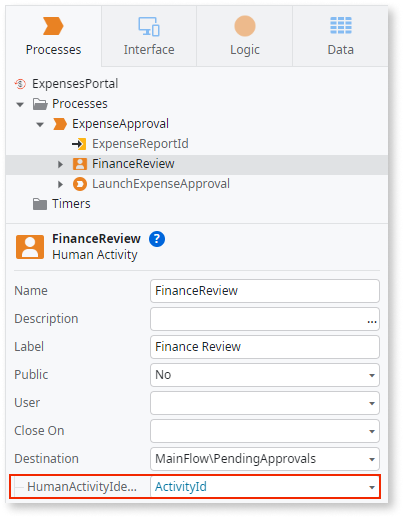 Processes Interface Logic Data
ExpensesPortal
Processes
ExpenseApproval
ExpenseReportId
FinanceReview
LaunchExpenseApproval
Timers
FinanceReview ?
Human Activity
Name FinanceReview
Description ...
Label Finance Review
Public No
User
Close On
Destination MainFlow\PendingApprovals
HumanActivityIde... ActivityId